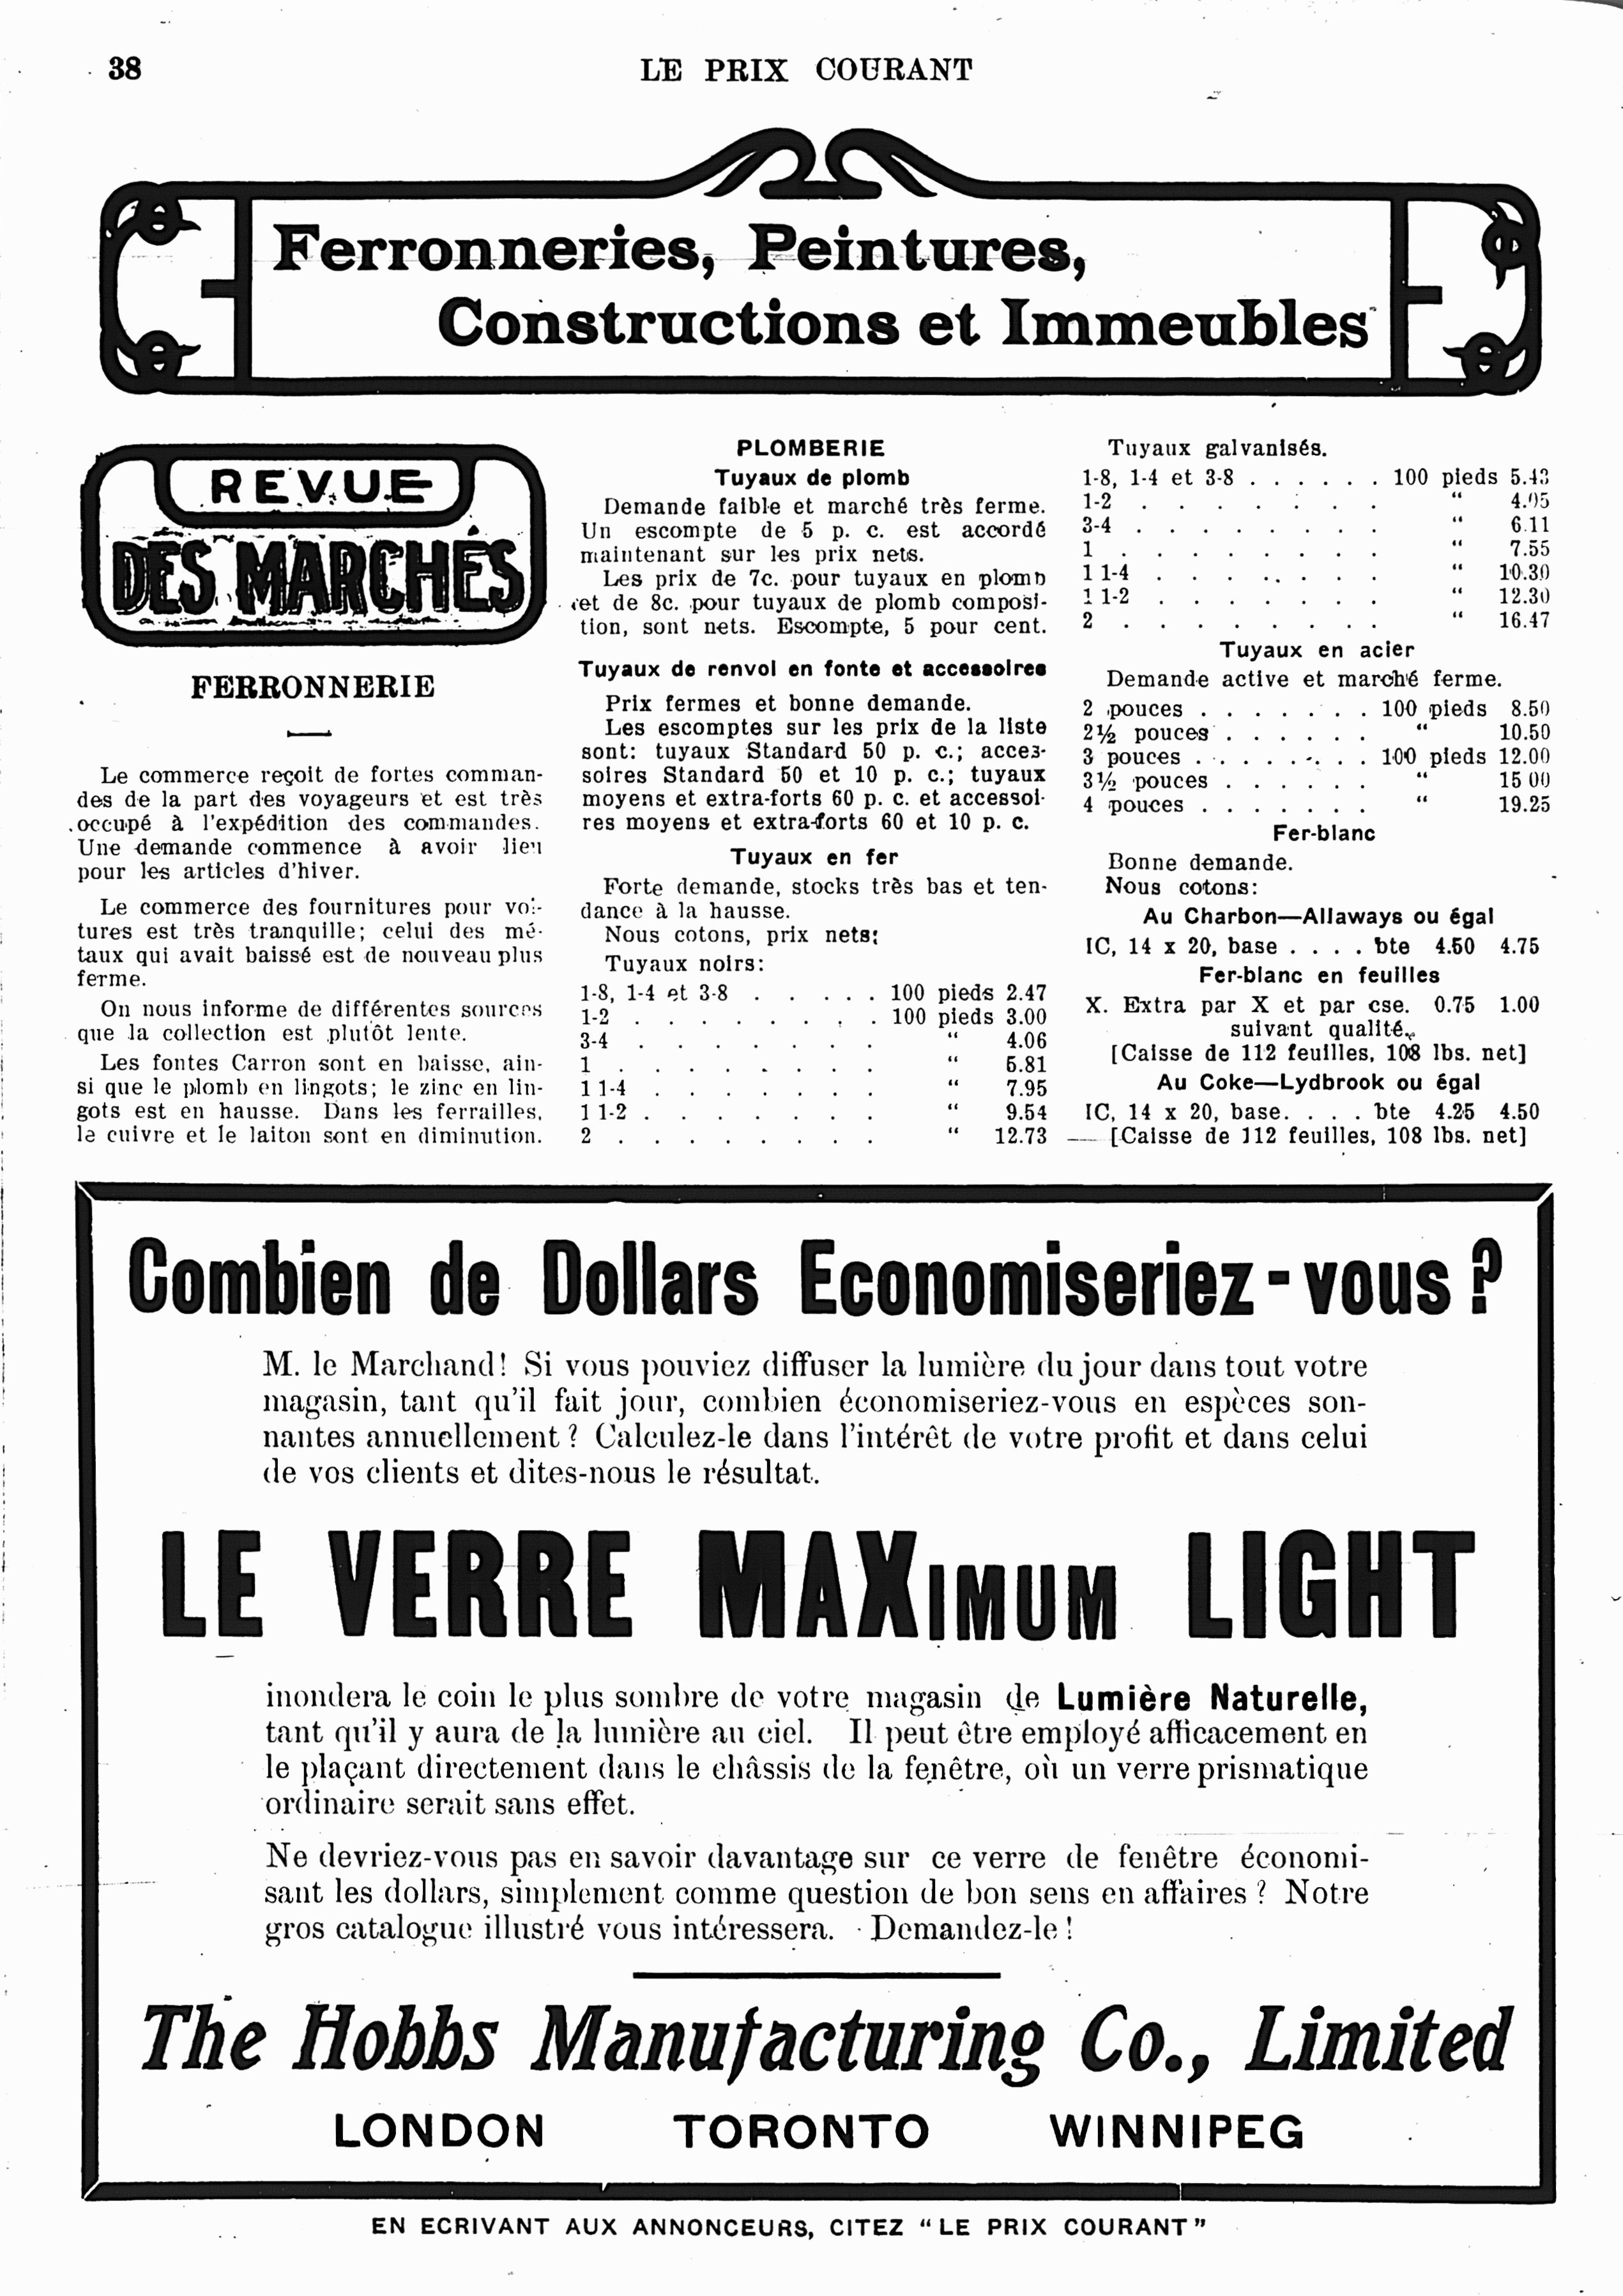 38
LE PRIX COURANT
Ferronneries, Peintures,
Constructions et Immeubles
REVUE
DES MARCHÉS
FERRONNERIE
Le commerce reçoit de fortes comman-
des de la part des voyageurs et est très
occupé à l'expédition des commandes.
Une demande commence à avoir lieu
pour les articles d'hiver.
Le commerce des fournitures pour voi-
tures est très tranquille; celui des mé-
taux qui avait baissé est de nouveau plus
ferme.
On nous informe de différentes sources
que la collection est plutôt lente.
Les fontes Carron sont en baisse, ain-
si que le plomb en lingots; le zinc en lin-
gots est en hausse. Dans les ferrailles,
le cuivre et le laiton sont en diminution.
PLOMBERIE
Tuyaux de plomb
Demande faible et marché très ferme.
Un escompte de 5 p. c. est accordé
maintenant sur les prix nets.
Les prix de 7c. pour tuyaux en plomb
et de 8c. pour tuyaux de plomb composi-
tion, sont nets. Escompte, 5 pour cent.
Tuyaux de renvoi en fonte et accessoires
Prix fermes et bonne demande.
Les escomptes sur les prix de la liste
sont: tuyaux Standard 50 p. c.; acces-
soires Standard 50 et 10 p. c.; tuyaux
moyens et extra-forts 60 p. c. et accessoi-
res moyens et extra-forts 60 et 10 p. c.
Tuyaux en fer
Forte demande, stocks très bas et ten-
dance à la hausse.
Nous cotons, prix nets:
Tuyaux noirs:
1-8, 1-4 et 3-8 . . . . . 100 pieds 2.47
1-2 . . . . . . . . 100 pieds 3.00
3-4 . . . . . . . " 4.06
1 . . . . . . . . " 5.81
1 1-4 . . . . . . . " 7.95
1 1-2 . . . . . . . " 9.54
2 . . . . . . . . " 12.73
Tuyaux galvanisés.
1-8, 1-4 et 3-8 . . . . . . 100 pieds 5.43
1-2 . . . . . . . " 4.05
3-4 . . . . . . . . " 6.11
1 . . . . . . . . " 7.55
1 1-4 . . . . . . . " 10.30
1 1-2 . . . . . . . " 12.30
2 . . . . . . . . " 16.47
Tuyaux en acier
Demande active et marché ferme.
2 pouces . . . . . . . 100 pieds 8.50
2½ pouces . . . . . . " 10.50
3 pouces . . . . . . . . 100 pieds 12.00
3½ pouces . . . . . . " 15 00
4 pouces . . . . . . . " 19.25
Fer-blanc
Bonne demande.
Nous cotons:
Au Charbon—Allaways ou égal
IC, 14 x 20, base . . . . bte 4.50 4.75
Fer-blanc en feuilles
X. Extra par X et par cse. 0.75 1.00
suivant qualité.
[Caisse de 112 feuilles, 108 lbs. net]
Au Coke—Lydbrook ou égal
IC, 14 x 20, base. . . . bte 4.25 4.50
[Caisse de 112 feuilles, 108 lbs. net]
Combien de Dollars Economiseriez-vous ?
M. le Marchand! Si vous pouviez diffuser la lumière du jour dans tout votre
magasin, tant qu'il fait jour, combien économiseriez-vous en espèces son-
nantes annuellement ? Calculez-le dans l'intérêt de votre profit et dans celui
de vos clients et dites-nous le résultat.
LE VERRE MAXIMUM LIGHT
inondera le coin le plus sombre de votre magasin de Lumière Naturelle,
tant qu'il y aura de la lumière au ciel. Il peut être employé afficacement en
le plaçant directement dans le châssis de la fenêtre, où un verre prismatique
ordinaire serait sans effet.
Ne devriez-vous pas en savoir davantage sur ce verre de fenêtre économi-
sant les dollars, simplement comme question de bon sens en affaires ? Notre
gros catalogue illustré vous intéressera. Demandez-le !
The Hobbs Manufacturing Co., Limited
LONDON TORONTO WINNIPEG
EN ECRIVANT AUX ANNONCEURS, CITEZ "LE PRIX COURANT"